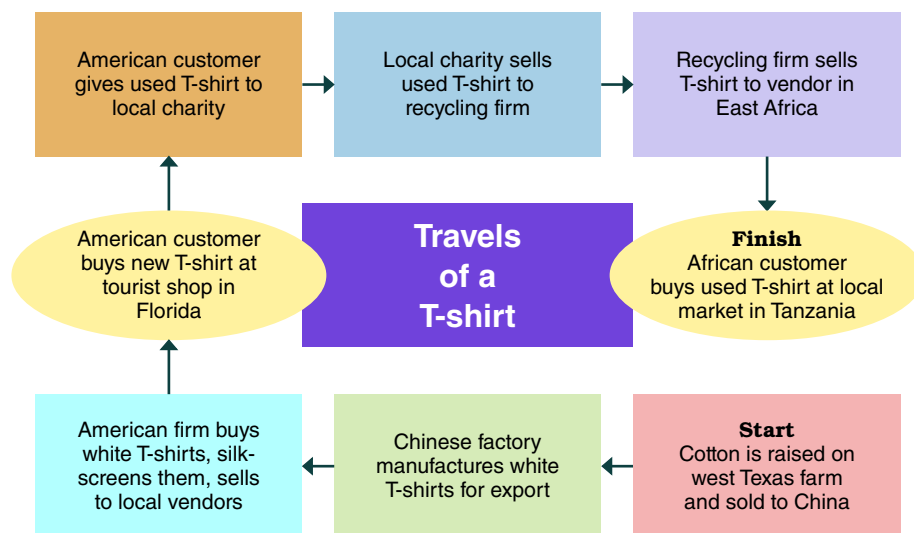 American customer
gives used T-shirt to
local charity
Local charity sells
used T-shirt to
recycling firm
Recycling firm sells
T-shirt to vendor in
East Africa
American customer
buys new T-shirt at
tourist shop in
Florida
Travels
of a
T-shirt
Finish
African customer
buys used T-shirt at local
market in Tanzania
American firm buys
white T-shirts, silk-
screens them, sells
to local vendors
Chinese factory
manufactures white
T-shirts for export
Start
Cotton is raised on
west Texas farm
and sold to China